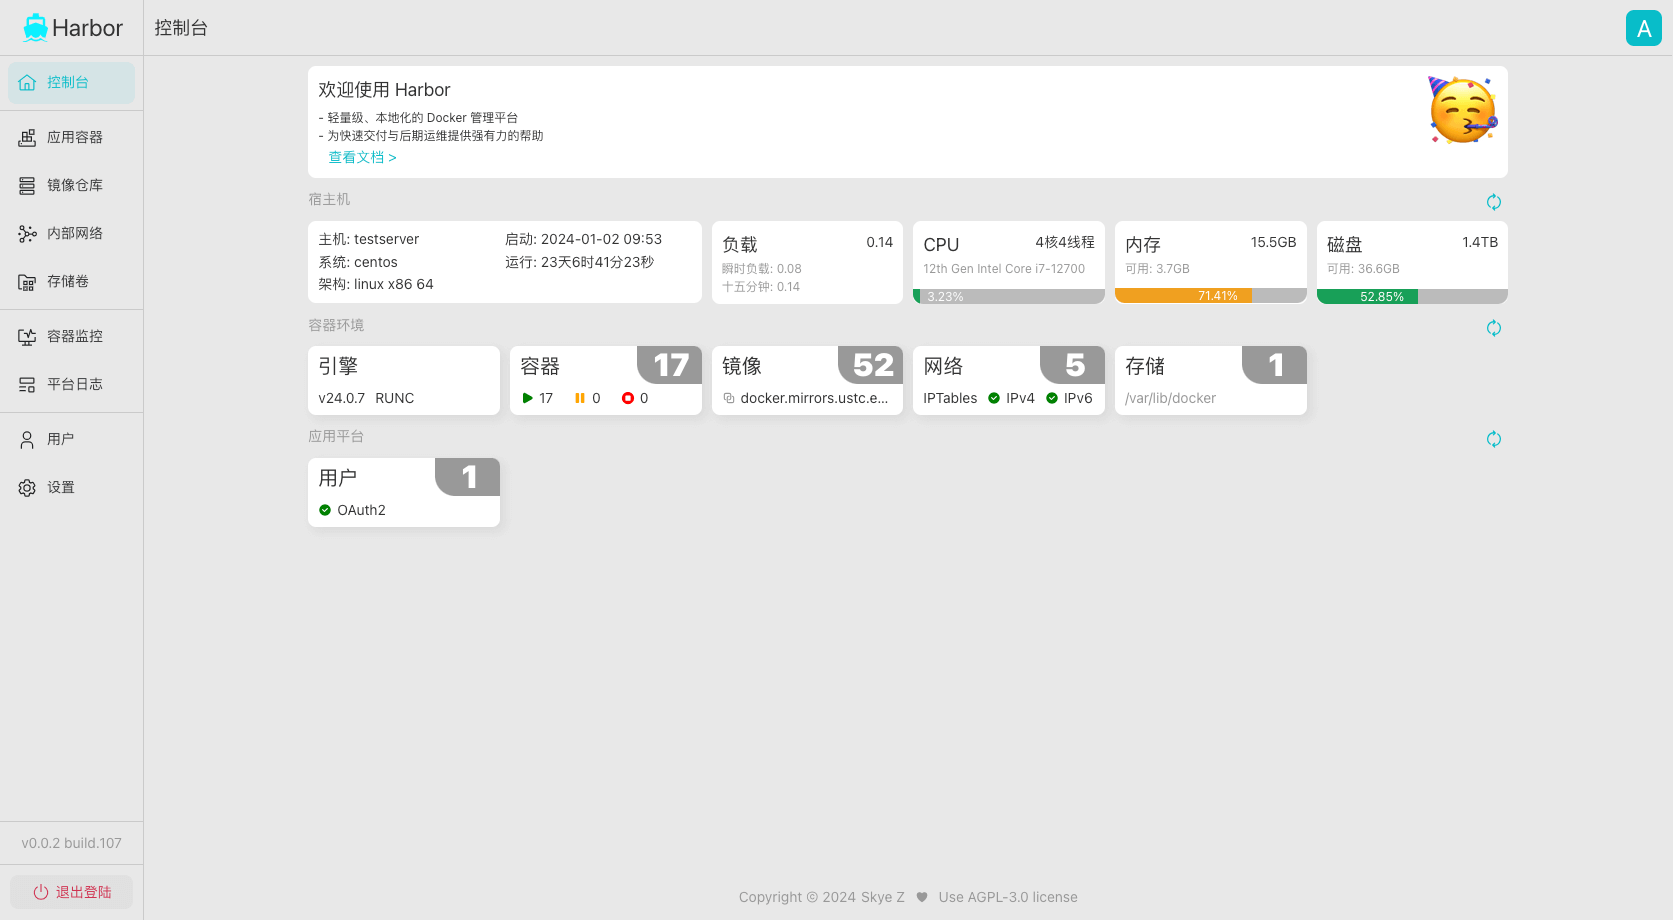 Harbor
控制台
A
控制台
应用容器
镜像仓库
内部网络
存储卷
容器监控
平台日志
用户
设置
v0.0.2 build.107
退出登陆
欢迎使用 Harbor
- 轻量级、本地化的 Docker 管理平台
- 为快速交付与后期运维提供强有力的帮助
查看文档 >
宿主机
主机: testserver
启动: 2024-01-02 09:53
系统: centos
运行: 23天6时41分23秒
架构: linux x86 64
负载 0.14
瞬时负载: 0.08
十五分钟: 0.14
CPU 4核4线程
12th Gen Intel Core i7-12700
3.23%
内存 15.5GB
可用: 3.7GB
71.41%
磁盘 1.4TB
可用: 36.6GB
52.85%
容器环境
引擎
v24.0.7 RUNC
容器 17
17 0 0
镜像 52
docker.mirrors.ustc.e...
网络 5
IPTables IPv4 IPv6
存储 1
/var/lib/docker
应用平台
用户 1
OAuth2
Copyright © 2024 Skye Z ♥ Use AGPL-3.0 license